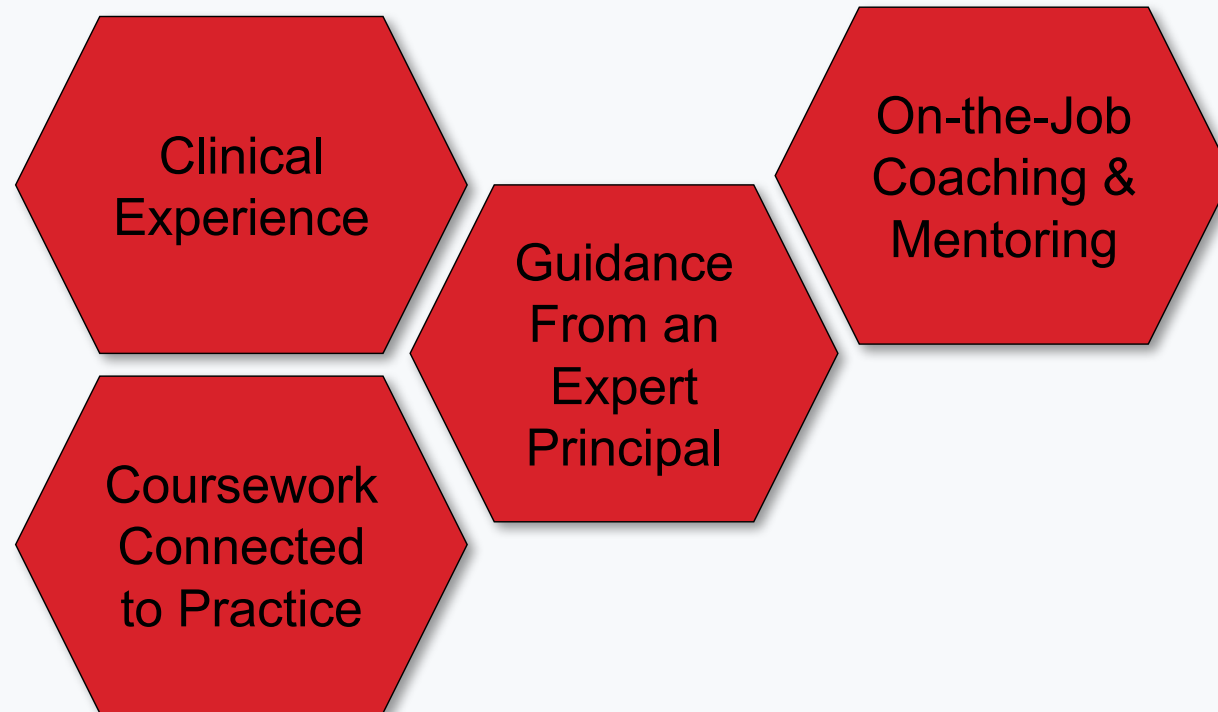 Clinical
Experience
Coursework
Connected
to Practice
Guidance
From an
Expert
Principal
On-the-Job
Coaching &
Mentoring